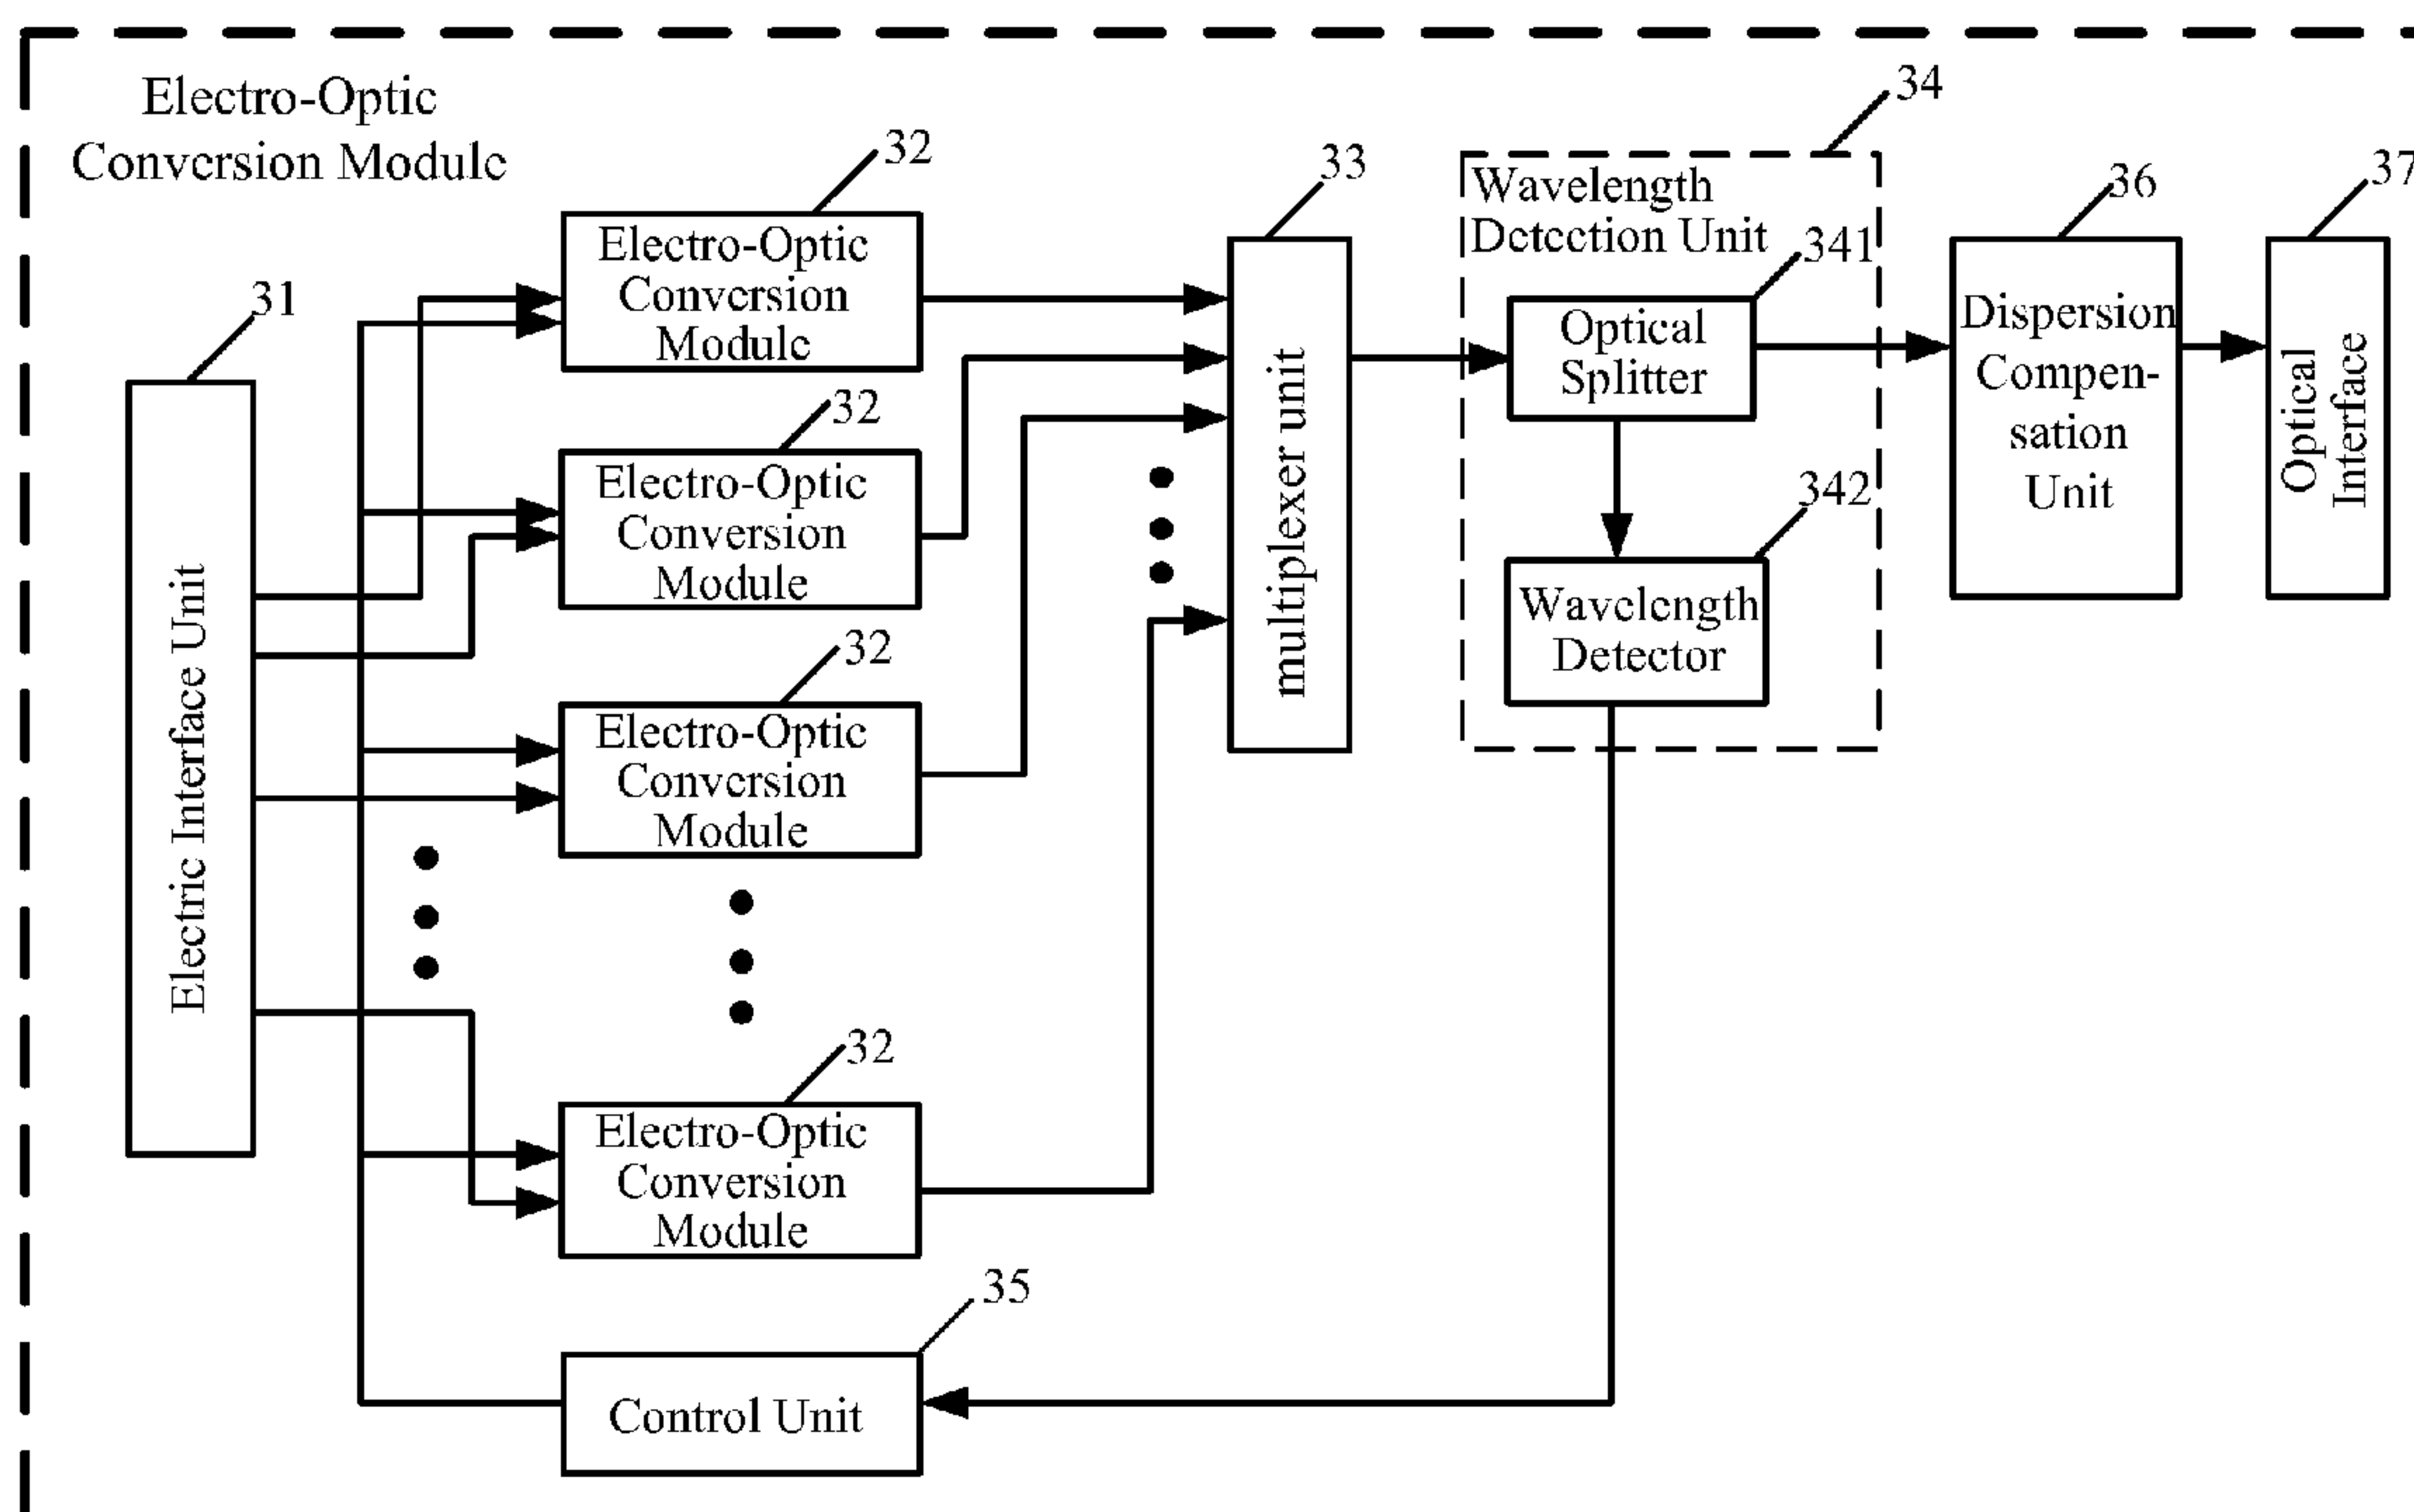 Electro-Optic
Conversion Module
34
32
33
Wavelength
Detection Unit
36
37
Electro-Optic
Conversion
Module
341
31
Optical
Splitter
Dispersion
Compen-
sation
Unit
Optical
Interface
32
Electro-Optic
Conversion
Module
multiplexer unit
342
Wavelength
Detector
Electric Interface Unit
32
Electro-Optic
Conversion
Module
32
Electro-Optic
Conversion
Module
35
Control Unit